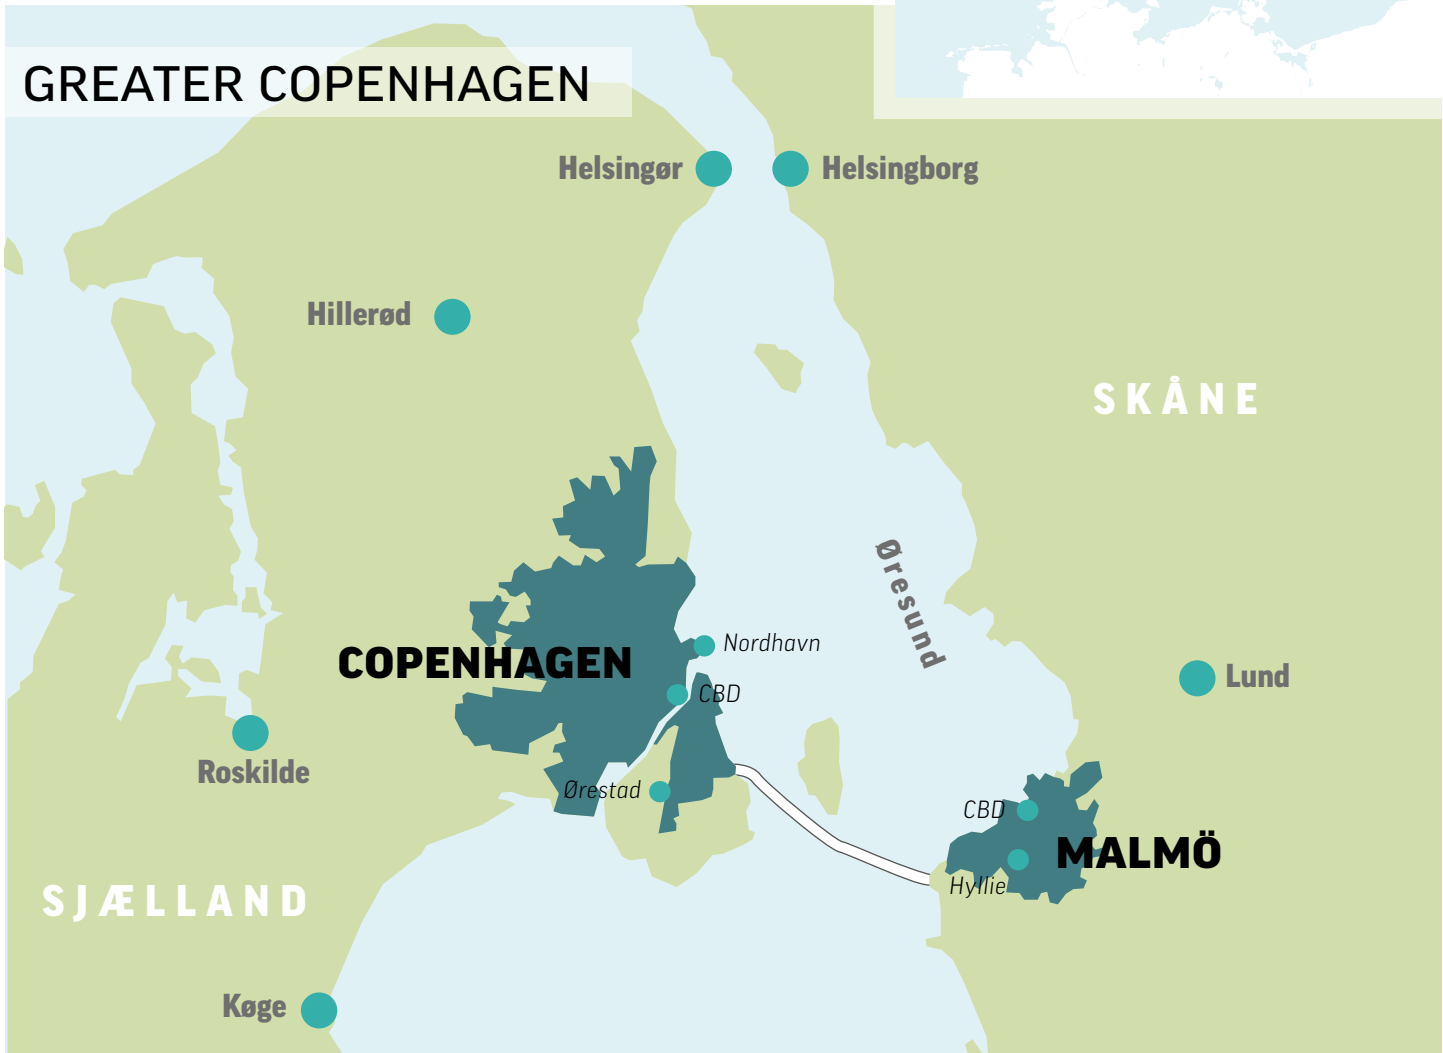 GREATER COPENHAGEN
Helsingør
Helsingborg
Hillerød
SKÅNE
Øresund
Nordhavn
COPENHAGEN
Lund
CBD
Roskilde
Ørestad
CBD
MALMÖ
Hyllie
SJÆLLAND
Køge